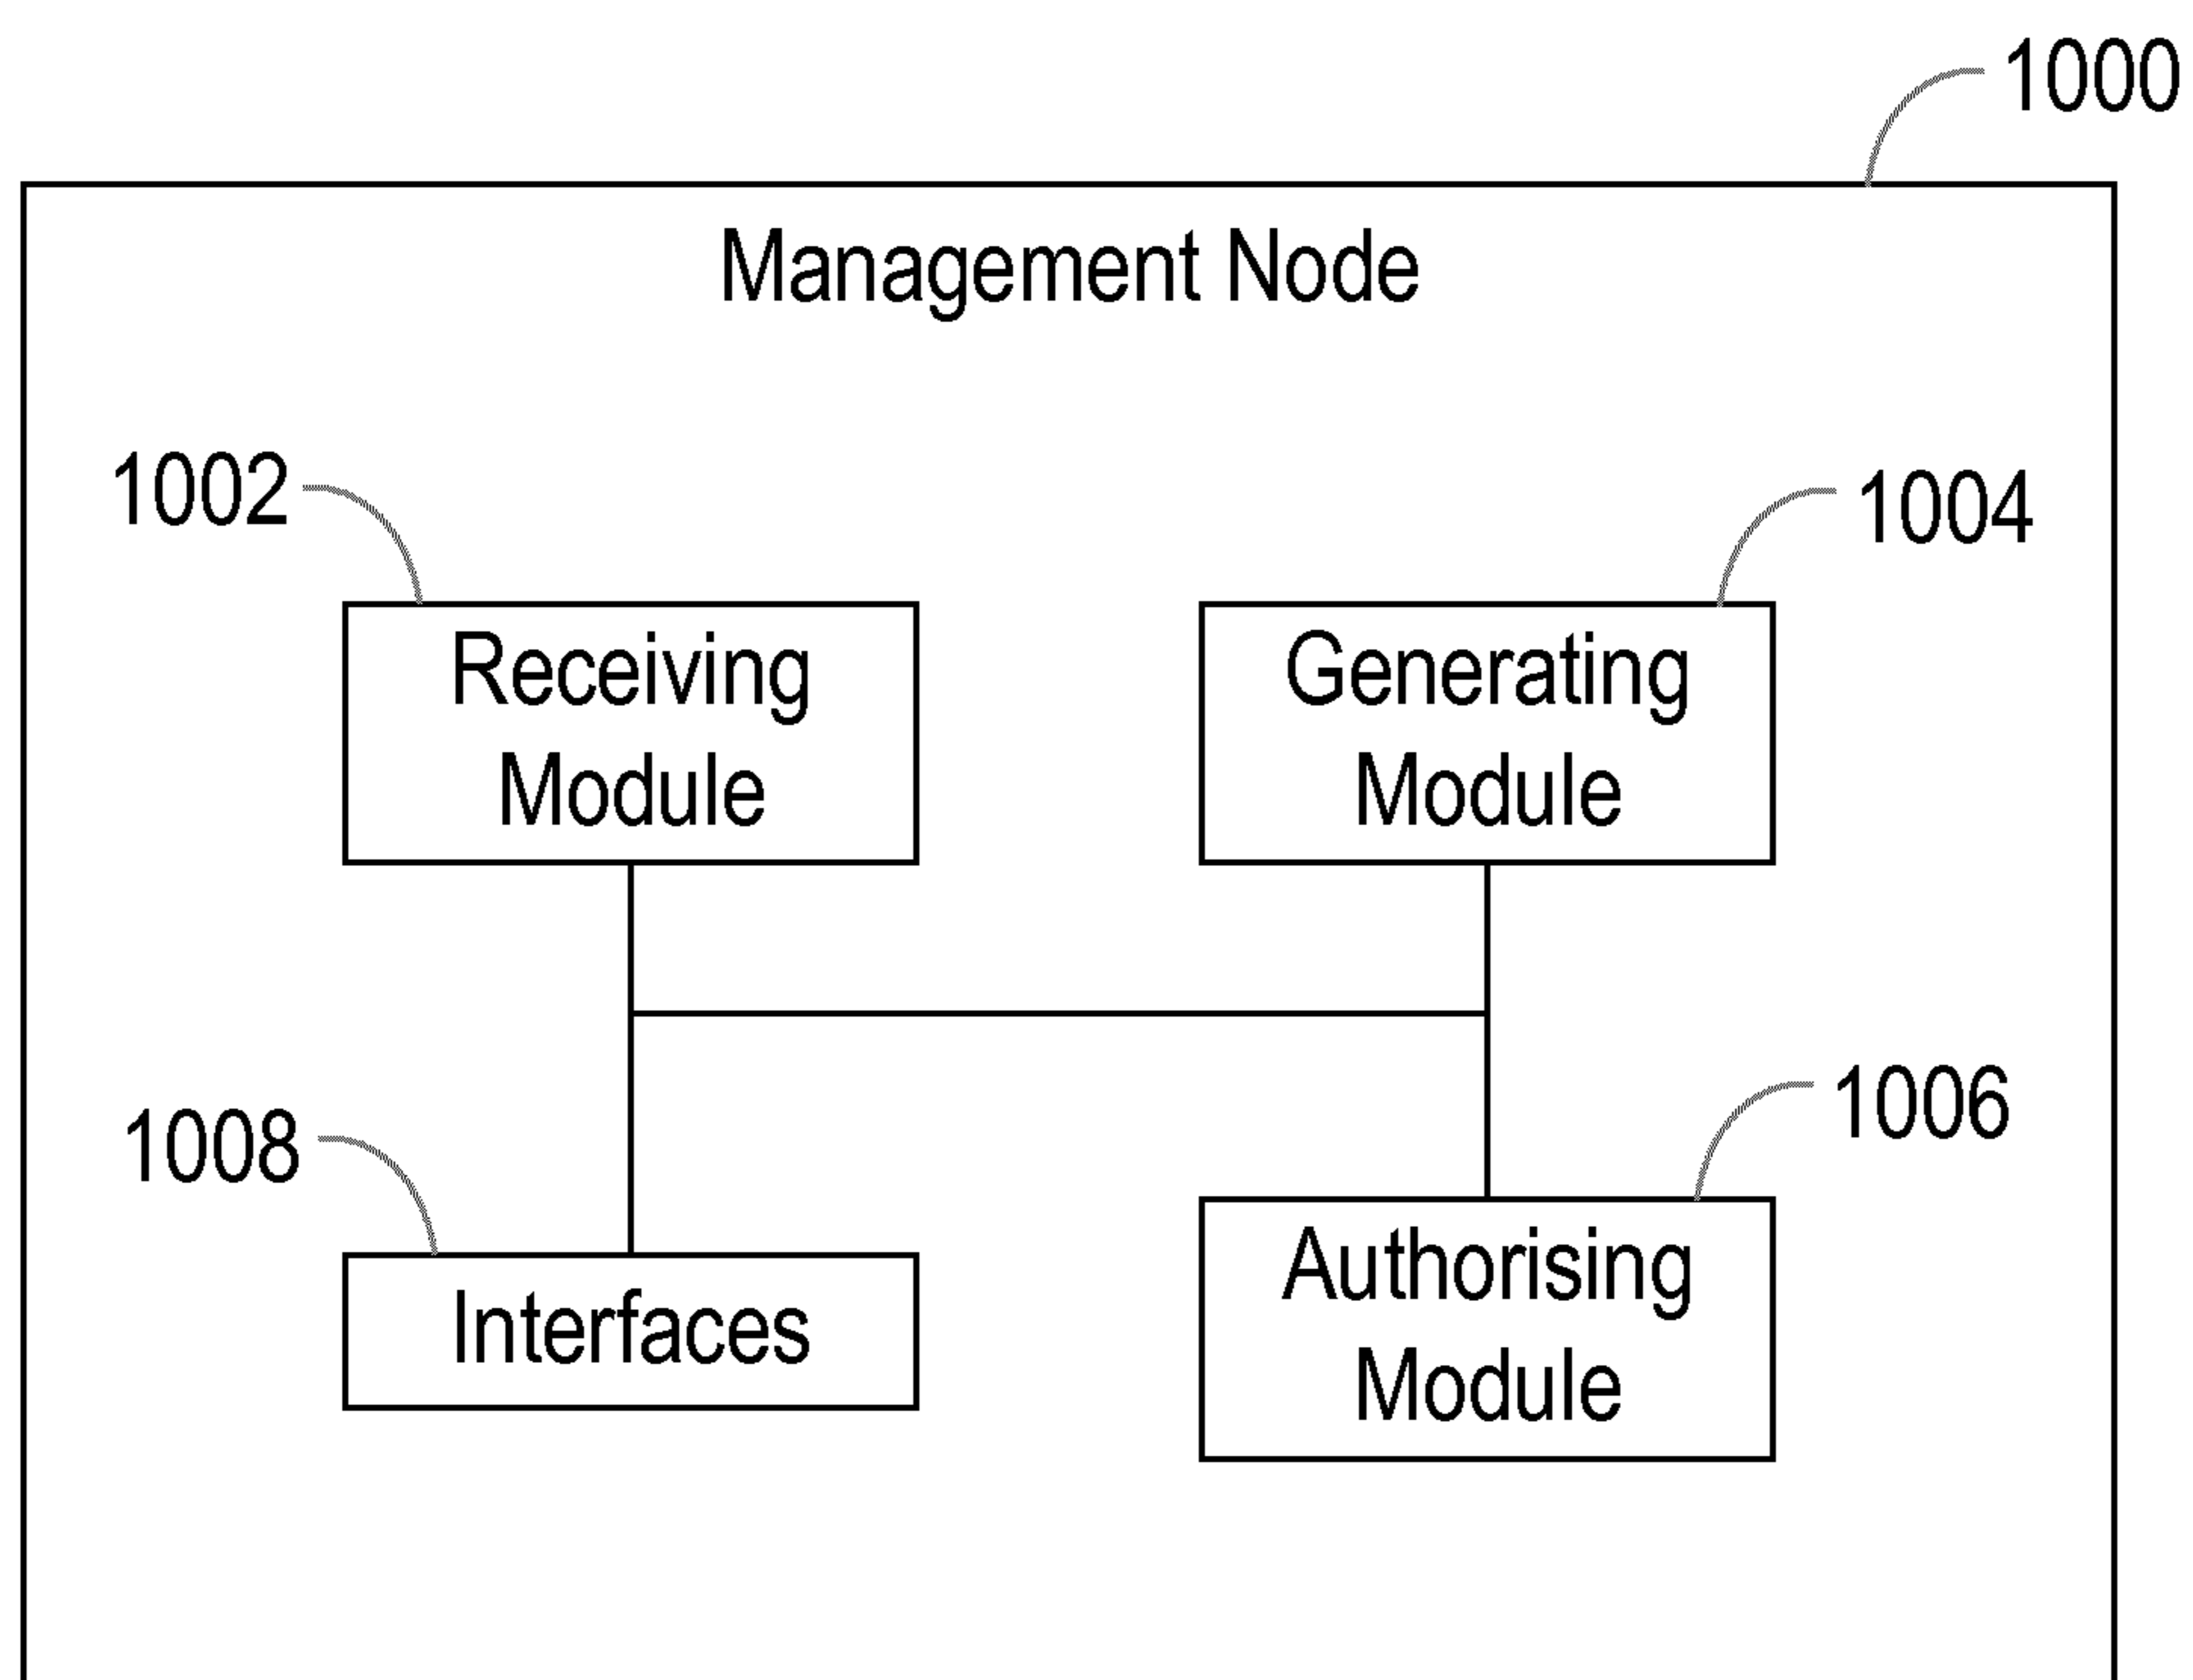 1000
Management Node
1002
1004
Receiving
Module
Generating
Module
1008
1006
Interfaces
Authorising
Module